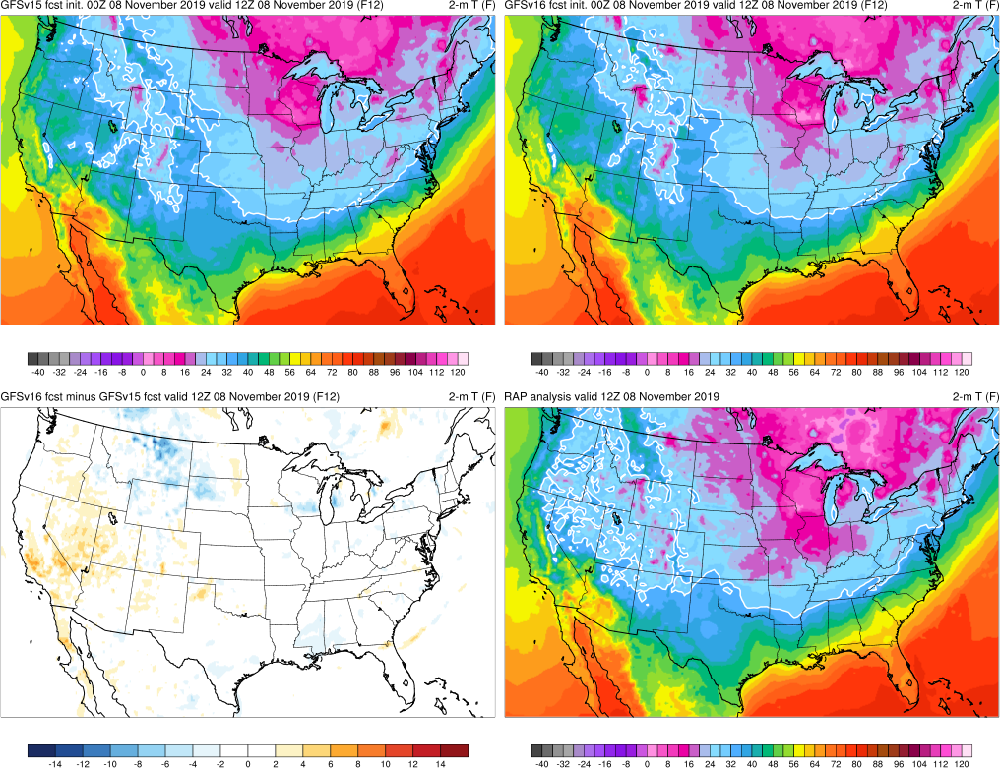 GFSv15 fcst init. 00Z 08 November 2019 valid 12Z 08 November 2019 (F12) 2-m T (F)
GFSv16 fcst init. 00Z 08 November 2019 valid 12Z 08 November 2019 (F12) 2-m T (F)
-40 -32 -24 -16 -8 0 8 16 24 32 40 48 56 64 72 80 88 96 104 112 120
-40 -32 -24 -16 -8 0 8 16 24 32 40 48 56 64 72 80 88 96 104 112 120
GFSv16 fcst minus GFSv15 fcst valid 12Z 08 November 2019 (F12) 2-m T (F)
RAP analysis valid 12Z 08 November 2019 2-m T (F)
-14 -12 -10 -8 -6 -4 -2 0 2 4 6 8 10 12 14
-40 -32 -24 -16 -8 0 8 16 24 32 40 48 56 64 72 80 88 96 104 112 120